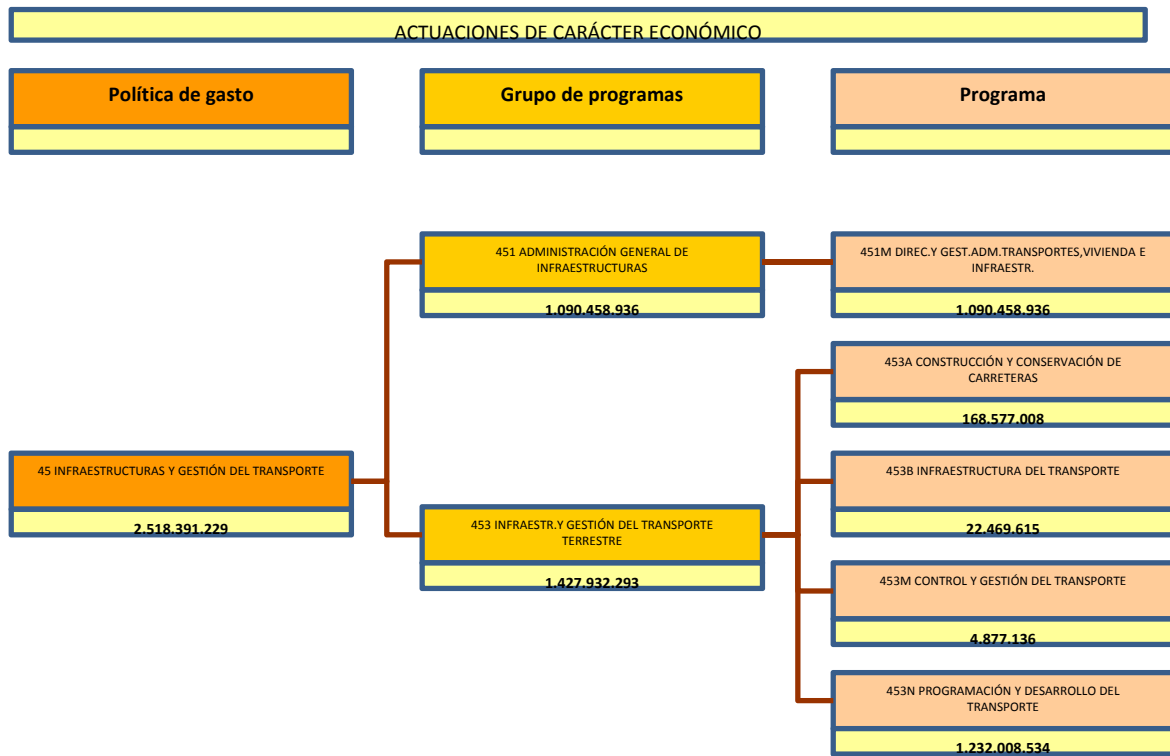 ACTUACIONES DE CARÁCTER ECONÓMICO
Política de gasto
Grupo de programas
Programa
451 ADMINISTRACIÓN GENERAL DE
INFRAESTRUCTURAS
1.090.458.936
451M DIREC.Y GEST.ADM.TRANSPORTES,VIVIENDA E
INFRAESTR.
1.090.458.936
453A CONSTRUCCIÓN Y CONSERVACIÓN DE
CARRETERAS
168.577.008
45 INFRAESTRUCTURAS Y GESTIÓN DEL TRANSPORTE
2.518.391.229
453B INFRAESTRUCTURA DEL TRANSPORTE
22.469.615
453 INFRAESTR.Y GESTIÓN DEL TRANSPORTE
TERRESTRE
1.427.932.293
453M CONTROL Y GESTIÓN DEL TRANSPORTE
4.877.136
453N PROGRAMACIÓN Y DESARROLLO DEL
TRANSPORTE
1.232.008.534